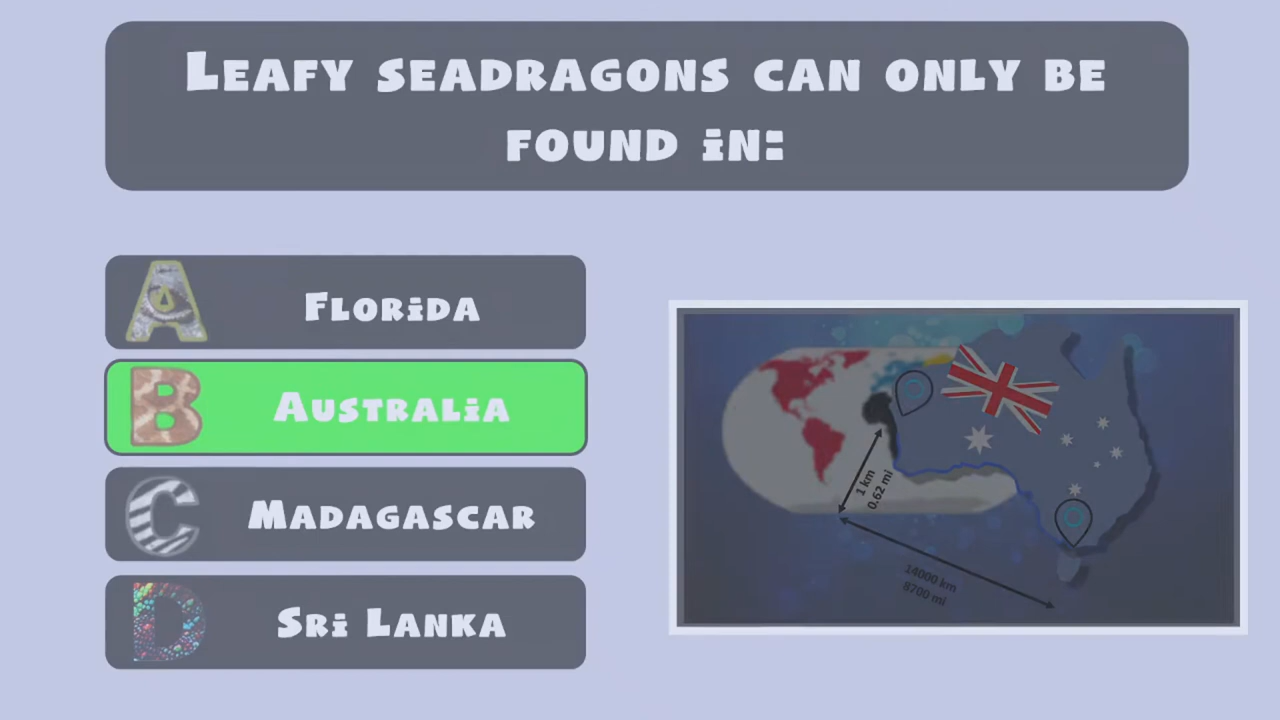 Leafy seadragons can only be
found in:
A Florida
B Australia
C Madagascar
D Sri Lanka
1 km
0.62 mi
14000 km
8700 mi